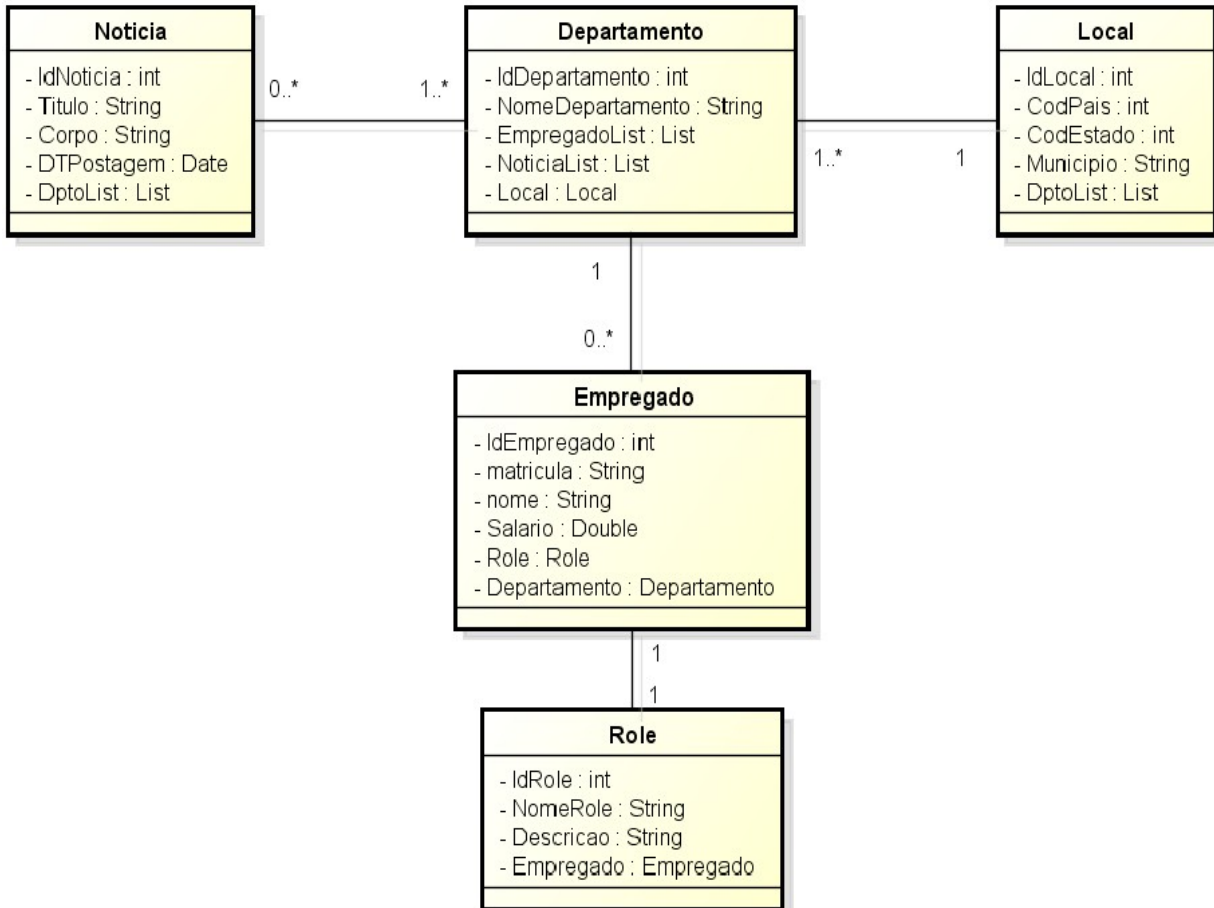 Noticia
- IdNoticia : int
- Titulo : String
- Corpo : String
- DTPostagem : Date
- DptoList : List
0..*
1..*
Departamento
- IdDepartamento : int
- NomeDepartamento : String
- EmpregadoList : List
- NoticiaList : List
- Local : Local
1..*
1
Local
- IdLocal : int
- CodPais : int
- CodEstado : int
- Municipio : String
- DptoList : List
1
0..*
Empregado
- IdEmpregado : int
- matricula : String
- nome : String
- Salario : Double
- Role : Role
- Departamento : Departamento
1
1
Role
- IdRole : int
- NomeRole : String
- Descricao : String
- Empregado : Empregado